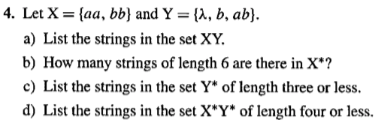 4. Let X = {aa, bb} and Y = {λ, b, ab}.
a) List the strings in the set XY.
b) How many strings of length 6 are there in X*?
c) List the strings in the set Y* of length three or less.
d) List the strings in the set X*Y* of length four or less.